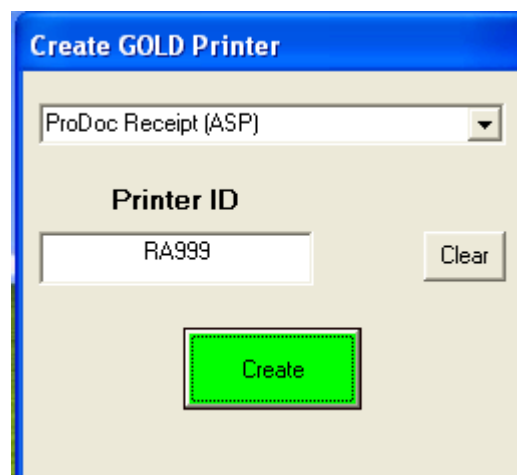 Create GOLD Printer
ProDoc Receipt (ASP)
Printer ID
RA999
Clear
Create